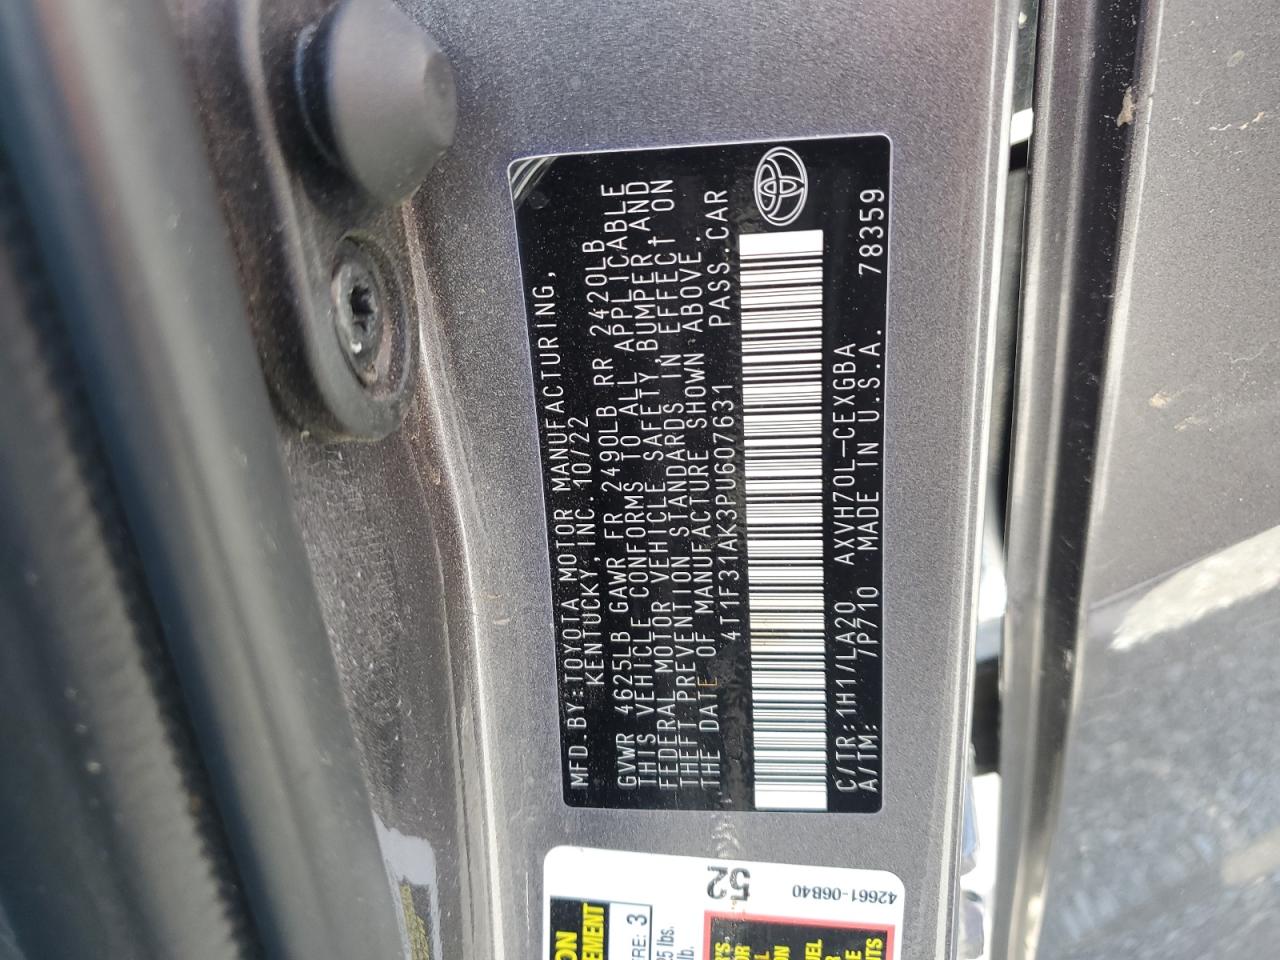 MFD.BY:TOYOTA MOTOR MANUFACTURING,
KENTUCKY, INC. 10/22
GVWR 4625LB GAWR FR 2490LB RR 2420LB
THIS VEHICLE CONFORMS TO ALL APPLICABLE
FEDERAL MOTOR VEHICLE SAFETY, BUMPER, AND
THEFT PREVENTION STANDARDS IN EFFECT ON
THE DATE OF MANUFACTURE SHOWN ABOVE.
4T1F31AK3PU607631 PASS.CAR
C/TR:1H1/LA20 AXVH70L-CEXGBA
A/TM: 7P710 MADE IN U.S.A. 78359
52
42661-06B40
3